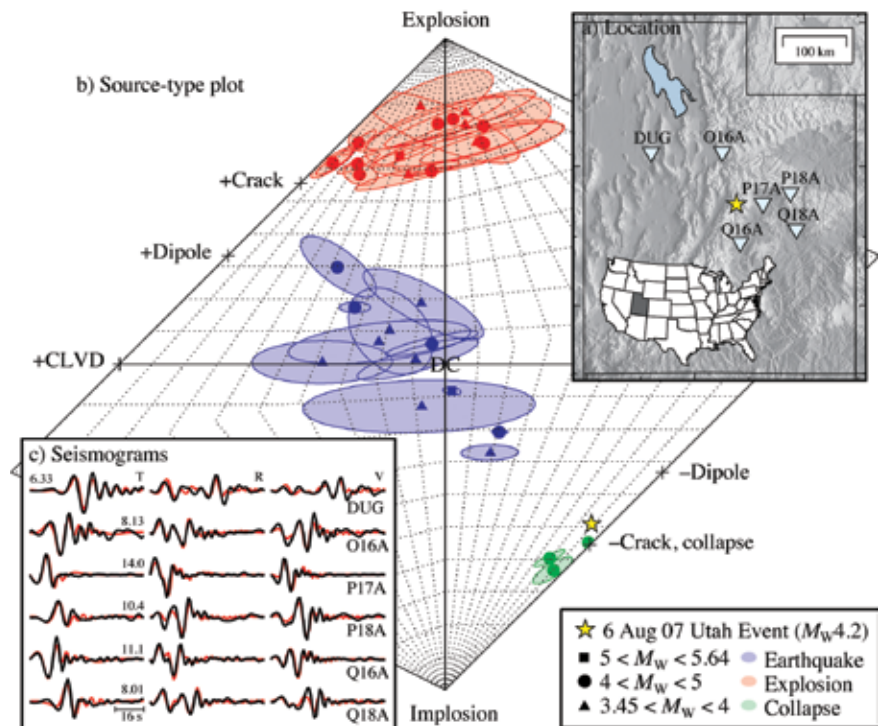 Explosion
a) Location
100 km
b) Source-type plot
DUG
O16A
P17A
P18A
Q16A
Q18A
+Crack
+Dipole
+CLVD
DC
c) Seismograms
T R V
6.33
DUG
8.13
O16A
14.0
P17A
10.4
P18A
11.1
Q16A
8.01
16 s
Q18A
–Dipole
–Crack, collapse
Implosion
6 Aug 07 Utah Event (MW4.2)
5 < MW < 5.64 Earthquake
4 < MW < 5 Explosion
3.45 < MW < 4 Collapse